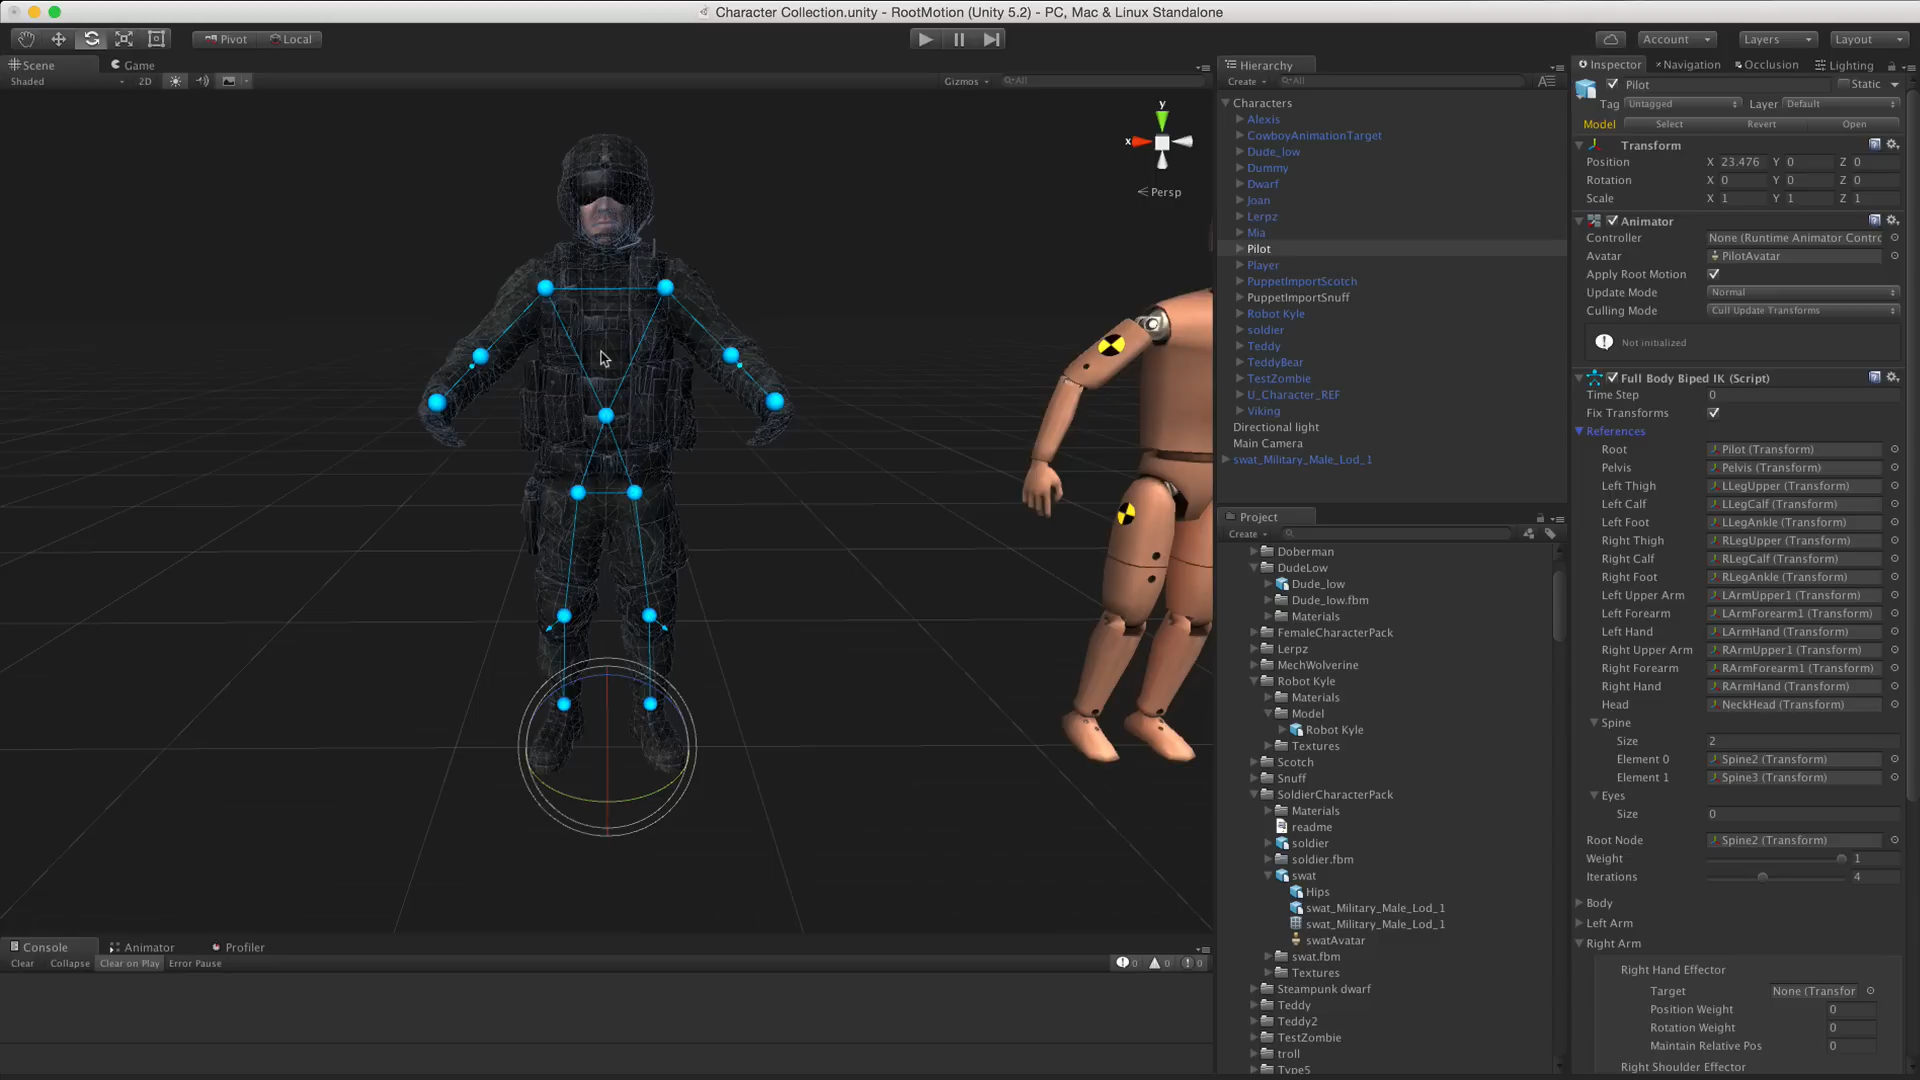 Character Collection.unity - RootMotion (Unity 5.2) - PC, Mac & Linux Standalone
Pivot Local
Account Layers Layout
Scene Game
Shaded 2D Gizmos All
y
x
Persp
Console Animator Profiler
Clear Collapse Clear on Play Error Pause 0 0 0
Hierarchy
Create All
Characters
Alexis
CowboyAnimationTarget
Dude_low
Dummy
Dwarf
Joan
Lerpz
Mia
Pilot
Player
PuppetImportScotch
PuppetImportSnuff
Robot Kyle
soldier
Teddy
TeddyBear
TestZombie
U_Character_REF
Viking
Directional light
Main Camera
swat_Military_Male_Lod_1
Project
Create
Doberman
DudeLow
Dude_low
Dude_low.fbm
Materials
FemaleCharacterPack
Lerpz
MechWolverine
Robot Kyle
Materials
Model
Robot Kyle
Textures
Scotch
Snuff
SoldierCharacterPack
Materials
readme
soldier
soldier.fbm
swat
Hips
swat_Military_Male_Lod_1
swat_Military_Male_Lod_1
swatAvatar
swat.fbm
Textures
Steampunk dwarf
Teddy
Teddy2
TestZombie
troll
Type5
Inspector Navigation Occlusion Lighting
Pilot Static
Tag Untagged Layer Default
Model Select Revert Open
Transform
Position X 23.476 Y 0 Z 0
Rotation X 0 Y 0 Z 0
Scale X 1 Y 1 Z 1
Animator
Controller None (Runtime Animator Contro
Avatar PilotAvatar
Apply Root Motion
Update Mode Normal
Culling Mode Cull Update Transforms
Not initialized
Full Body Biped IK (Script)
Time Step 0
Fix Transforms
References
Root Pilot (Transform)
Pelvis Pelvis (Transform)
Left Thigh LLegUpper (Transform)
Left Calf LLegCalf (Transform)
Left Foot LLegAnkle (Transform)
Right Thigh RLegUpper (Transform)
Right Calf RLegCalf (Transform)
Right Foot RLegAnkle (Transform)
Left Upper Arm LArmUpper1 (Transform)
Left Forearm LArmForearm1 (Transform)
Left Hand LArmHand (Transform)
Right Upper Arm RArmUpper1 (Transform)
Right Forearm RArmForearm1 (Transform)
Right Hand RArmHand (Transform)
Head NeckHead (Transform)
Spine
Size 2
Element 0 Spine2 (Transform)
Element 1 Spine3 (Transform)
Eyes
Size 0
Root Node Spine2 (Transform)
Weight 1
Iterations 4
Body
Left Arm
Right Arm
Right Hand Effector
Target None (Transfor
Position Weight 0
Rotation Weight 0
Maintain Relative Pos 0
Right Shoulder Effector